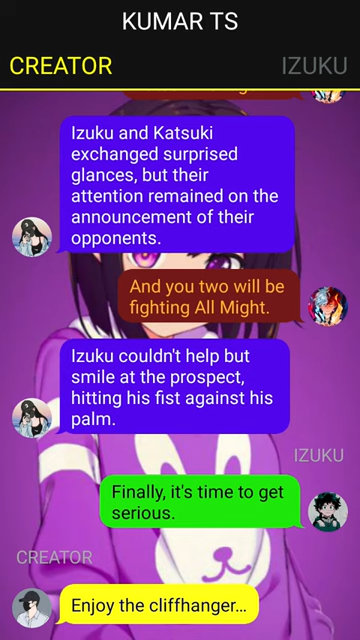 KUMAR TS
CREATOR
IZUKU
Izuku and Katsuki
exchanged surprised
glances, but their
attention remained on the
announcement of their
opponents.
And you two will be
fighting All Might.
Izuku couldn't help but
smile at the prospect,
hitting his fist against his
palm.
IZUKU
Finally, it's time to get
serious.
CREATOR
Enjoy the cliffhanger...